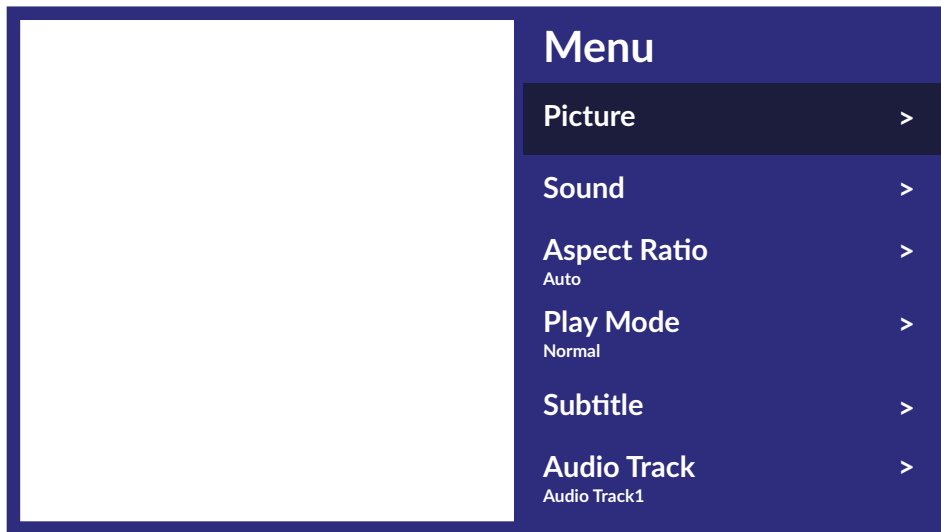 Menu
Picture >
Sound >
Aspect Ratio >
Auto
Play Mode >
Normal
Subtitle >
Audio Track >
Audio Track1